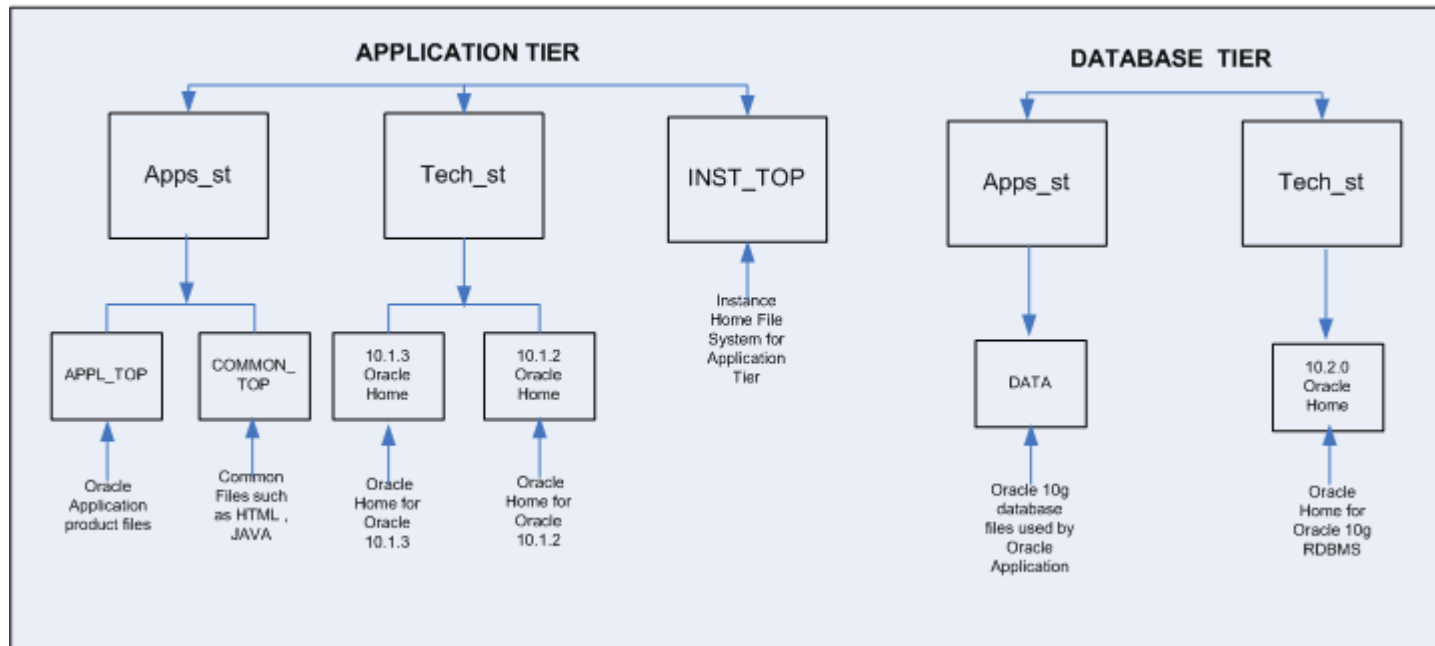 APPLICATION TIER
DATABASE TIER
Apps_st
Tech_st
INST_TOP
Apps_st
Tech_st
APPL_TOP
COMMON_
TOP
10.1.3
Oracle
Home
10.1.2
Oracle
Home
Instance
Home File
System for
Application
Tier
DATA
10.2.0
Oracle
Home
Oracle
Application
product files
Common
Files such
as HTML ,
JAVA
Oracle
Home for
Oracle
10.1.3
Oracle
Home for
Oracle
10.1.2
Oracle 10g
database
files used by
Oracle
Application
Oracle
Home for
Oracle 10g
RDBMS